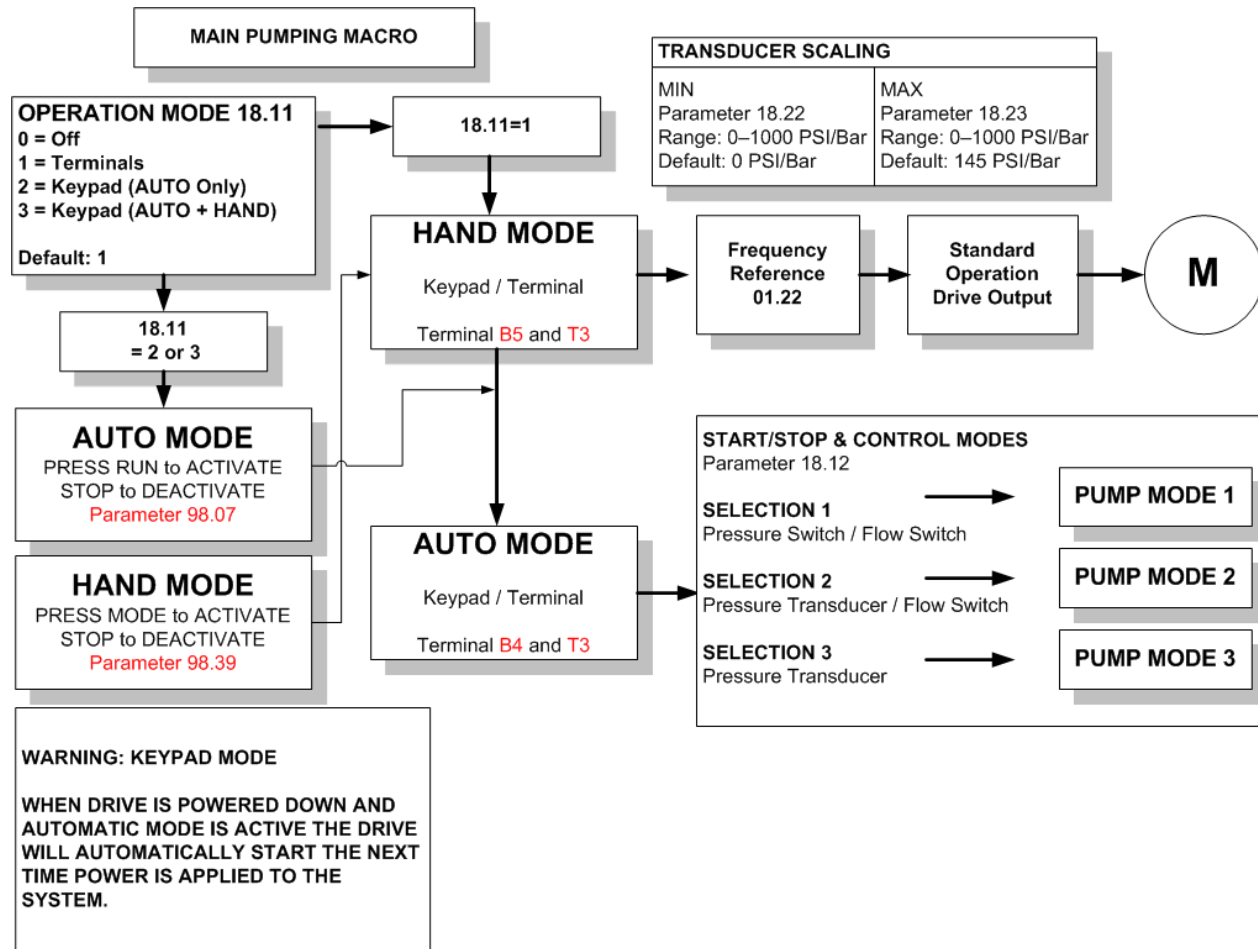 MAIN PUMPING MACRO
TRANSDUCER SCALING
MIN
Parameter 18.22
Range: 0–1000 PSI/Bar
Default: 0 PSI/Bar
MAX
Parameter 18.23
Range: 0–1000 PSI/Bar
Default: 145 PSI/Bar
OPERATION MODE 18.11
0 = Off
1 = Terminals
2 = Keypad (AUTO Only)
3 = Keypad (AUTO + HAND)
Default: 1
18.11=1
HAND MODE
Keypad / Terminal
Terminal B5 and T3
Frequency
Reference
01.22
Standard
Operation
Drive Output
M
18.11
= 2 or 3
AUTO MODE
PRESS RUN to ACTIVATE
STOP to DEACTIVATE
Parameter 98.07
HAND MODE
PRESS MODE to ACTIVATE
STOP to DEACTIVATE
Parameter 98.39
AUTO MODE
Keypad / Terminal
Terminal B4 and T3
START/STOP & CONTROL MODES
Parameter 18.12
SELECTION 1
Pressure Switch / Flow Switch
PUMP MODE 1
SELECTION 2
Pressure Transducer / Flow Switch
PUMP MODE 2
SELECTION 3
Pressure Transducer
PUMP MODE 3
WARNING: KEYPAD MODE
WHEN DRIVE IS POWERED DOWN AND
AUTOMATIC MODE IS ACTIVE THE DRIVE
WILL AUTOMATICALLY START THE NEXT
TIME POWER IS APPLIED TO THE
SYSTEM.